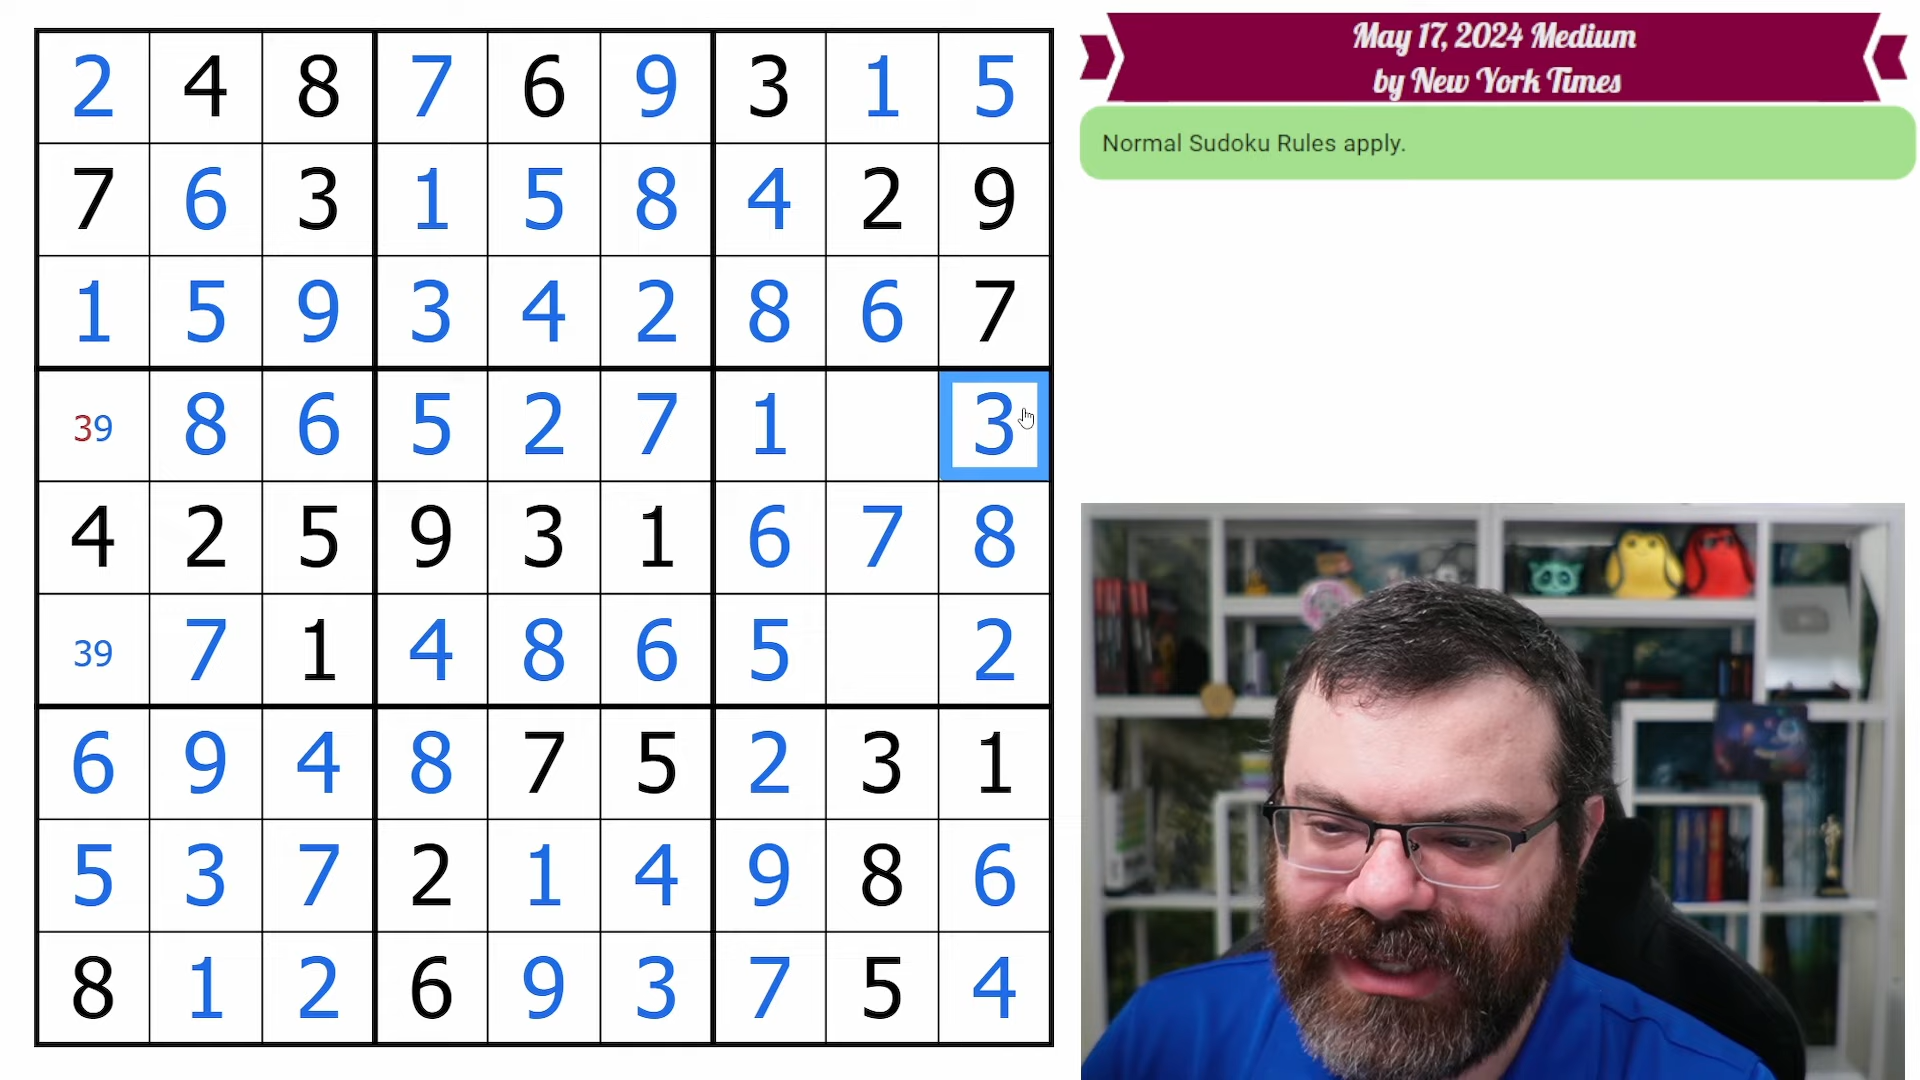 2 4 8 7 6 9 3 1 5
7 6 3 1 5 8 4 2 9
1 5 9 3 4 2 8 6 7
39 8 6 5 2 7 1 3
4 2 5 9 3 1 6 7 8
39 7 1 4 8 6 5 2
6 9 4 8 7 5 2 3 1
5 3 7 2 1 4 9 8 6
8 1 2 6 9 3 7 5 4
May 17, 2024 Medium
by New York Times
Normal Sudoku Rules apply.